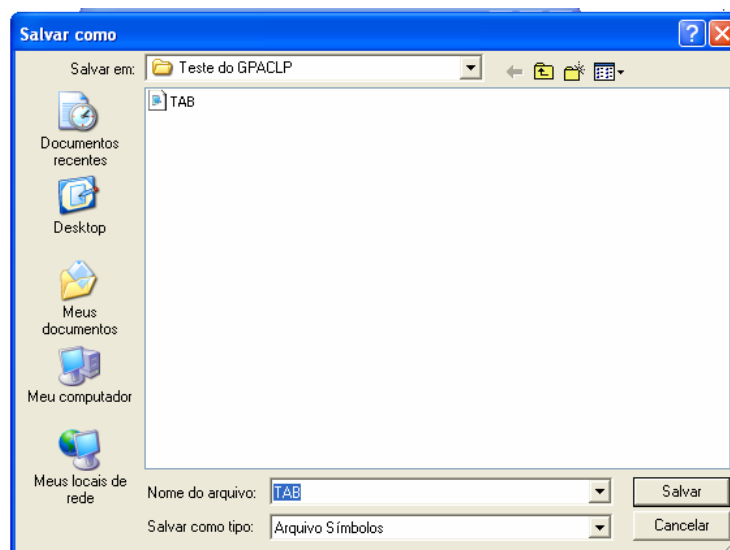 Salvar como
Salvar em:
Teste do GPACLP
TAB
Documentos
recentes
Desktop
Meus
documentos
Meu computador
Meus locais de
rede
Nome do arquivo:
TAB
Salvar
Salvar como tipo:
Arquivo Símbolos
Cancelar